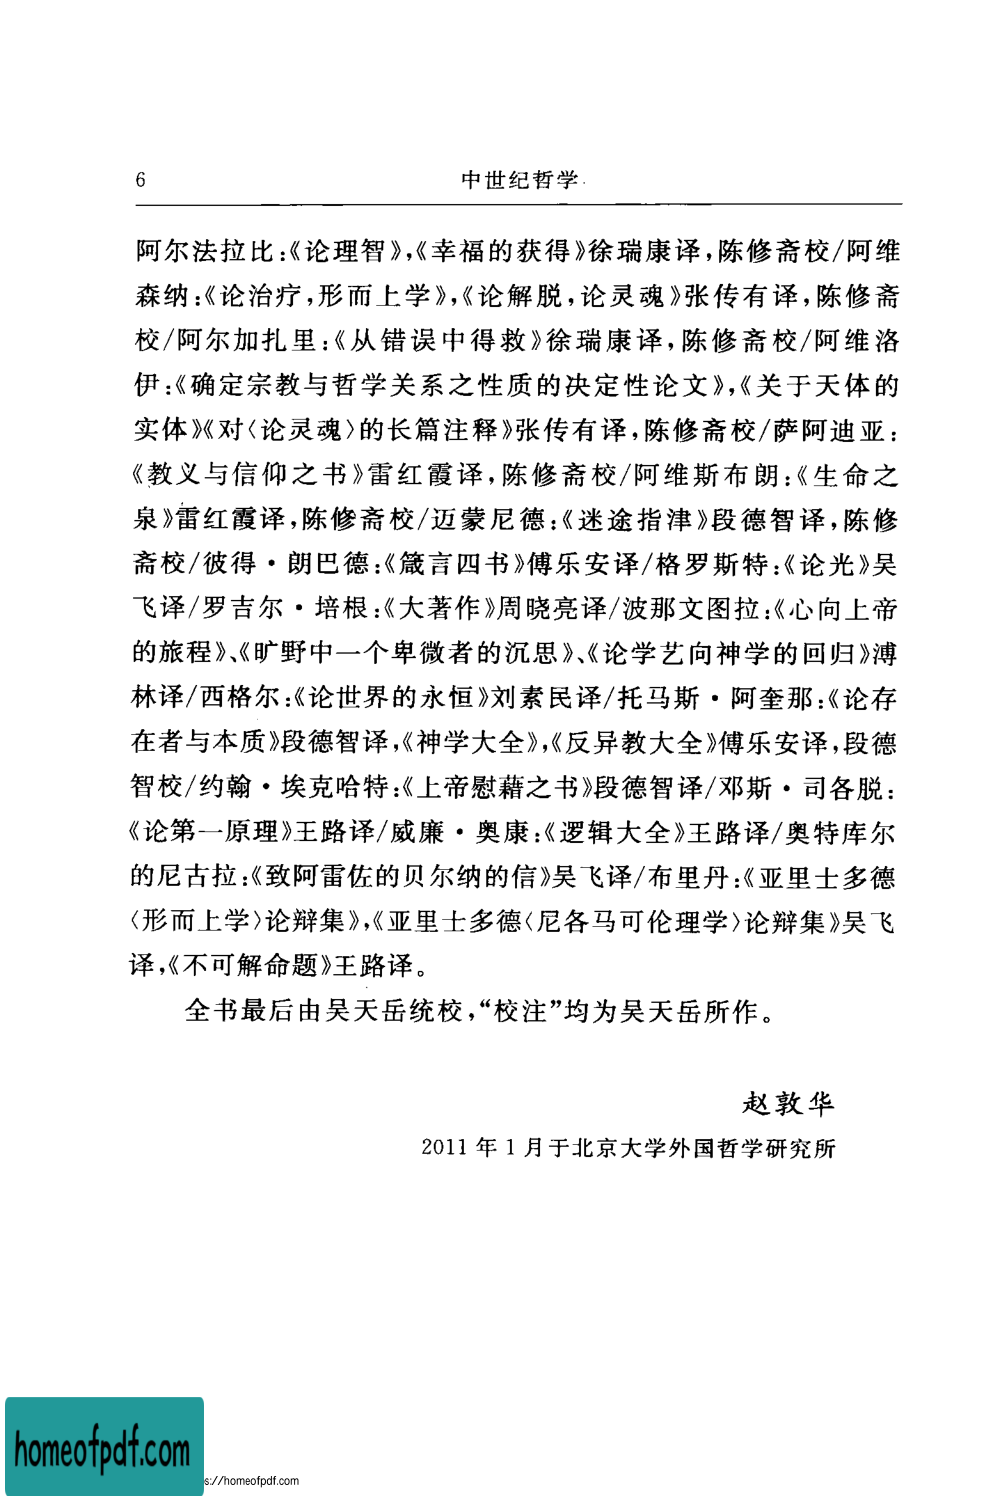 6
中世纪哲学
阿尔法拉比:《论理智》,《幸福的获得》徐瑞康译,陈修斋校/阿维
森纳:《论治疗,形而上学》,《论解脱,论灵魂》张传有译,陈修斋
校/阿尔加扎里:《从错误中得救》徐瑞康译,陈修斋校/阿维洛
伊:《确定宗教与哲学关系之性质的决定性论文》,《关于天体的
实体》《对〈论灵魂〉的长篇注释》张传有译,陈修斋校/萨阿迪亚:
《教义与信仰之书》雷红霞译,陈修斋校/阿维斯布朗:《生命之
泉》雷红霞译,陈修斋校/迈蒙尼德:《迷途指津》段德智译,陈修
斋校/彼得·朗巴德:《箴言四书》傅乐安译/格罗斯特:《论光》吴
飞译/罗吉尔·培根:《大著作》周晓亮译/波那文图拉:《心向上帝
的旅程》、《旷野中一个卑微者的沉思》、《论学艺向神学的回归》溥
林译/西格尔:《论世界的永恒》刘素民译/托马斯·阿奎那:《论存
在者与本质》段德智译,《神学大全》,《反异教大全》傅乐安译,段德
智校/约翰·埃克哈特:《上帝慰藉之书》段德智译/邓斯·司各脱:
《论第一原理》王路译/威廉·奥康:《逻辑大全》王路译/奥特库尔
的尼古拉:《致阿雷佐的贝尔纳的信》吴飞译/布里丹:《亚里士多德
〈形而上学〉论辩集》,《亚里士多德〈尼各马可伦理学〉论辩集》吴飞
译,《不可解命题》王路译。
全书最后由吴天岳统校,“校注”均为吴天岳所作。
赵敦华
2011 年 1 月于北京大学外国哲学研究所
homeofpdf.com
s://homeofpdf.com